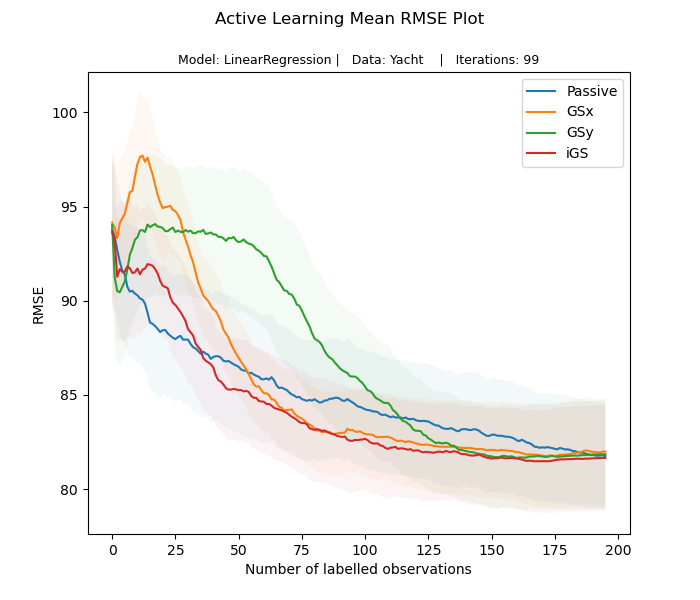 Active Learning Mean RMSE Plot
Model: LinearRegression | Data: Yacht | Iterations: 99
Passive
GSx
GSy
iGS
RMSE
100
95
90
85
80
0 25 50 75 100 125 150 175 200
Number of labelled observations